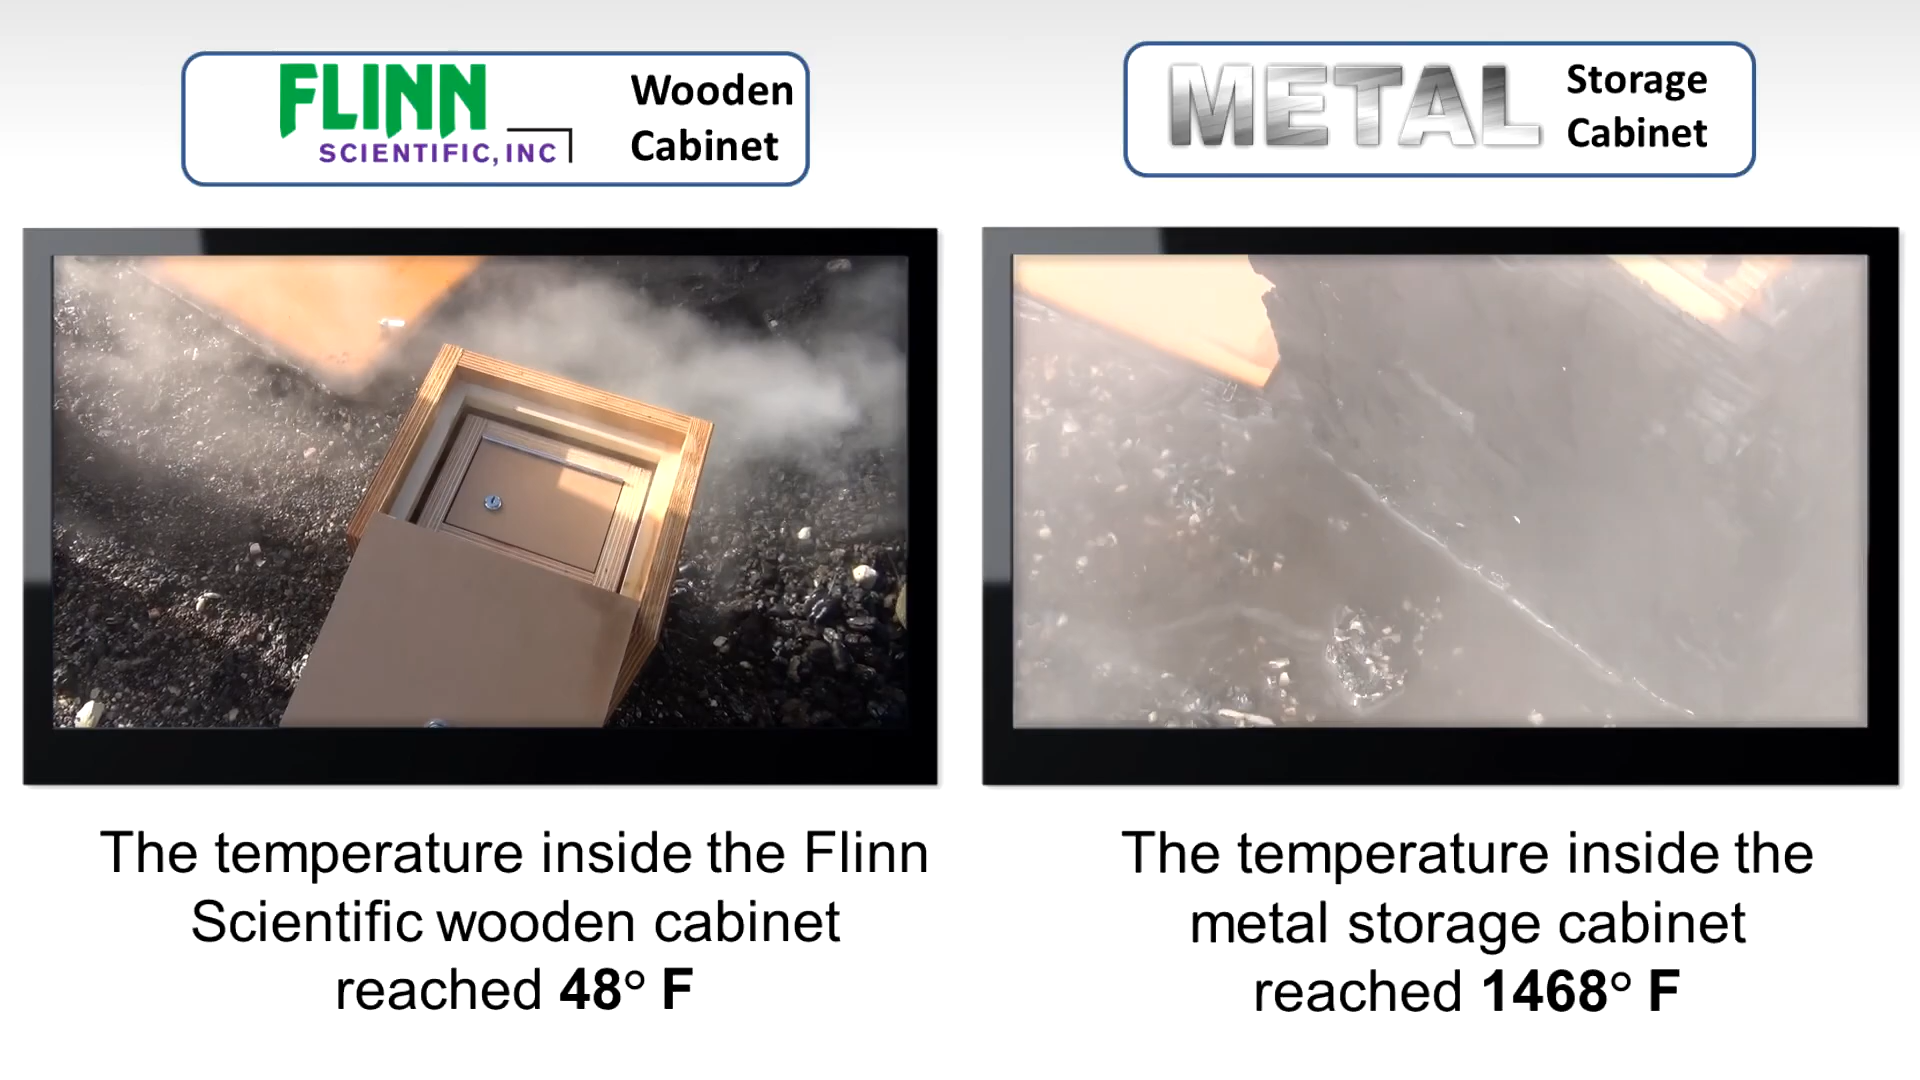 FLINN
SCIENTIFIC, INC
Wooden
Cabinet
METAL
Storage
Cabinet
The temperature inside the Flinn
Scientific wooden cabinet
reached 48° F
The temperature inside the
metal storage cabinet
reached 1468° F